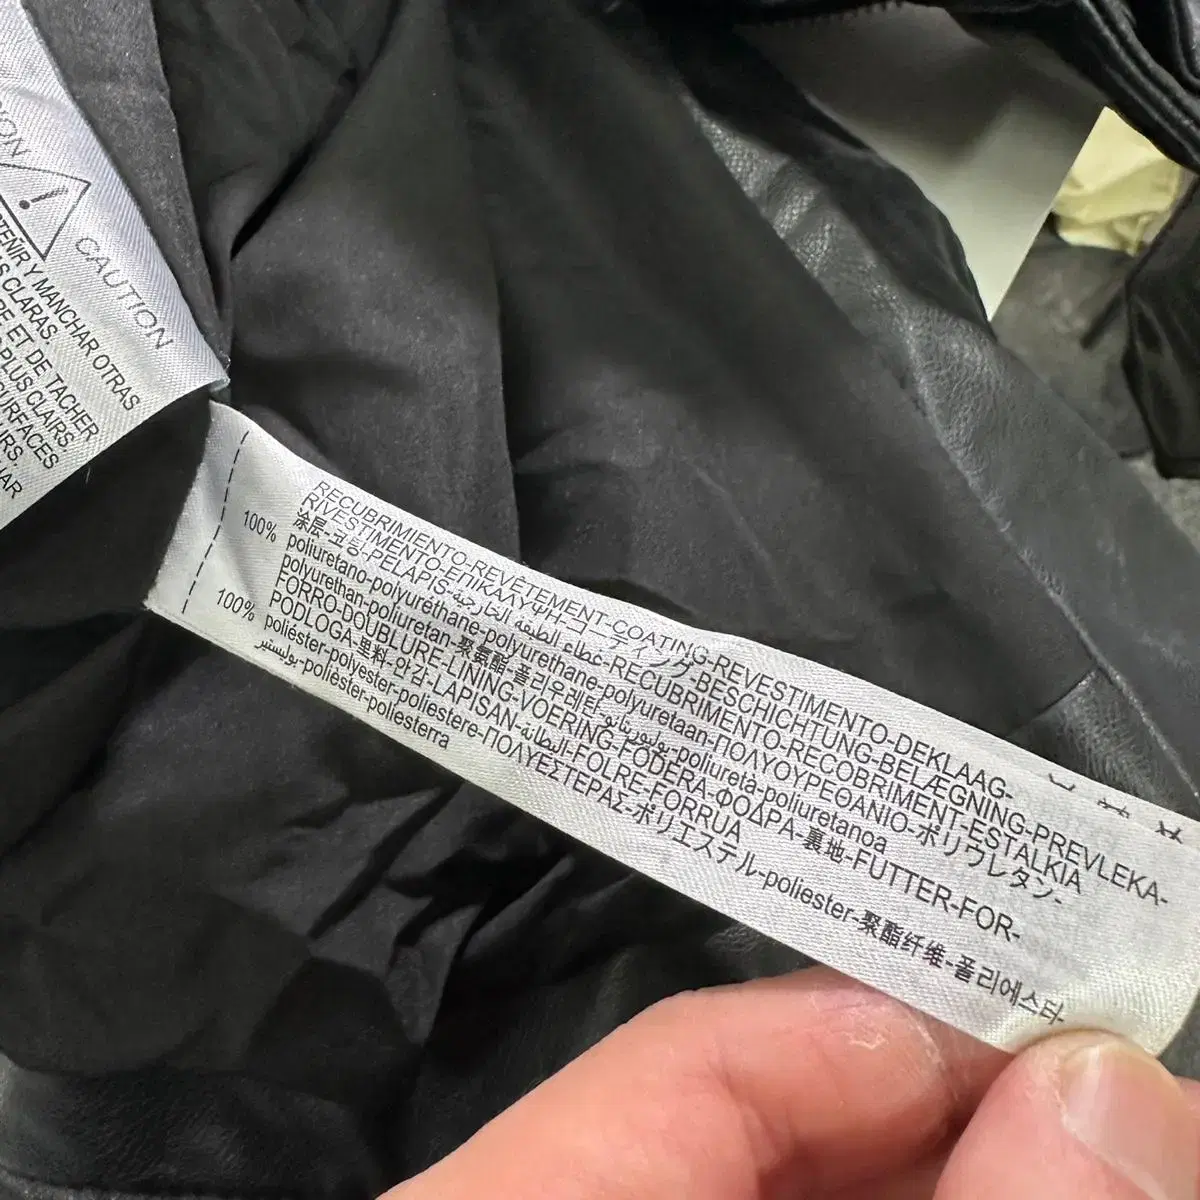 CAUTION
Y MANCHAR OTRAS
AS CLARAS.
ET DE TACHER
PLUS CLAIRS.
SURFACES
RECUBRIMIENTO-REVÊTEMENT-COATING-REVESTIMENTO-DEKLAAG-
RIVESTIMENTO-ΕΠΙΚΑΛΥΨΗ-コーティング-BESCHICHTUNG-BELÆGNING-PREVLEKA-
涂层-코팅-PELAPIS-غطاء الطبقة الخارجية-RECUBRIMENTO-RECOBRIMENT-ESTALKIA
100% poliuretano-polyuréthane-polyurethane-polyuretaan-ΠΟΛΥΟΥΡΕΘΑΝΙΟ-ポリウレタン-
polyurethan-poliuretan-聚氨酯-폴리우레탄-بوليوريثان-poliuretà-poliuretanoa
FORRO-DOUBLURE-LINING-VOERING-FODERA-ΦΟΔΡΑ-裏地-FUTTER-FOR-
PODLOGA-里料-안감-LAPISAN-البطانة-FOLRE-FORRUA
100% poliéster-polyester-poliestere-ΠΟΛΥΕΣΤΕΡΑΣ-ポリエステル-poliester-聚酯纤维-폴리에스터-
بوليستير-polièster-poliesterra